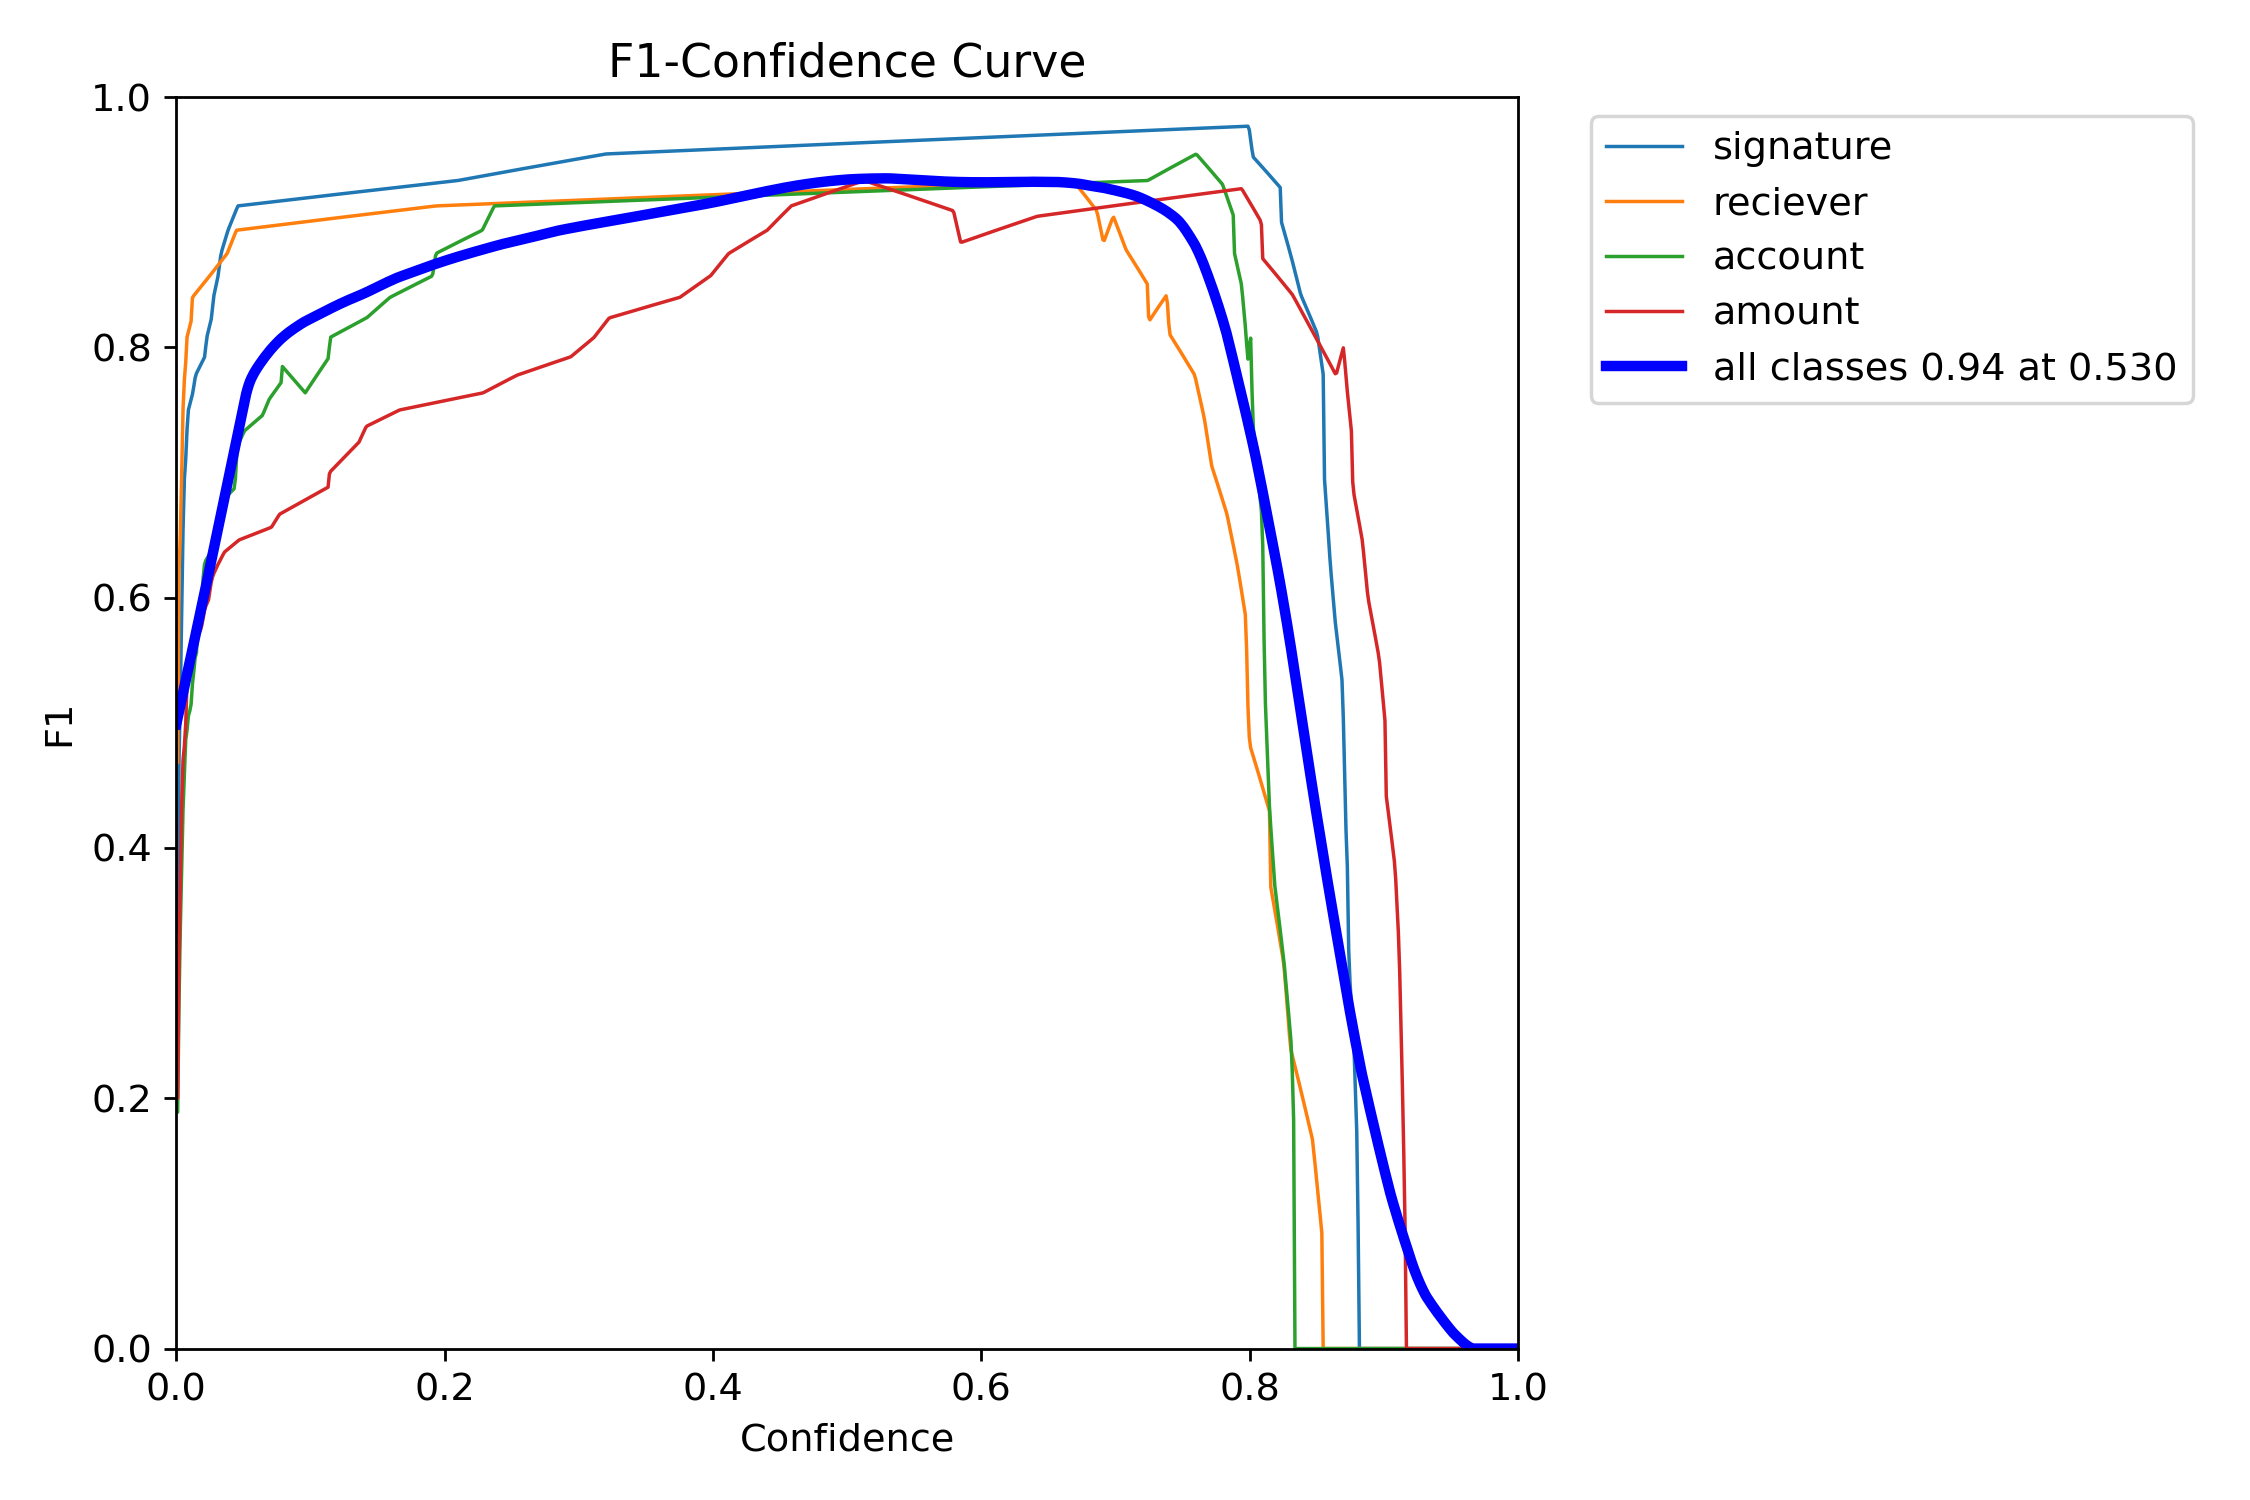 F1-Confidence Curve
1.0
0.8
0.6
0.4
0.2
0.0
F1
0.0 0.2 0.4 0.6 0.8 1.0
Confidence
signature
reciever
account
amount
all classes 0.94 at 0.530